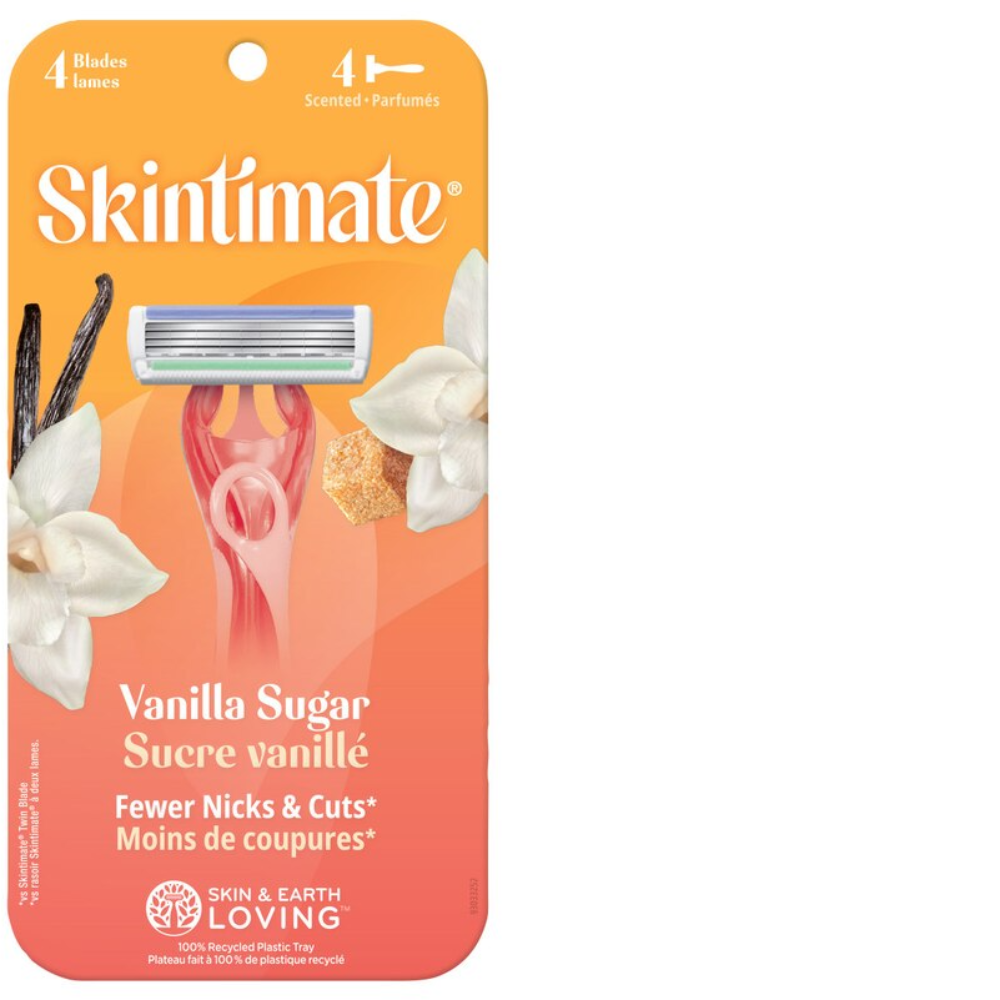 4 Blades
lames
4
Scented • Parfumés
Skintimate®
Vanilla Sugar
Sucre vanillé
Fewer Nicks & Cuts*
Moins de coupures*
*vs Skintimate® Twin Blade
*vs rasoir Skintimate® à deux lames.
SKIN & EARTH
LOVING™
100% Recycled Plastic Tray
Plateau fait à 100 % de plastique recyclé